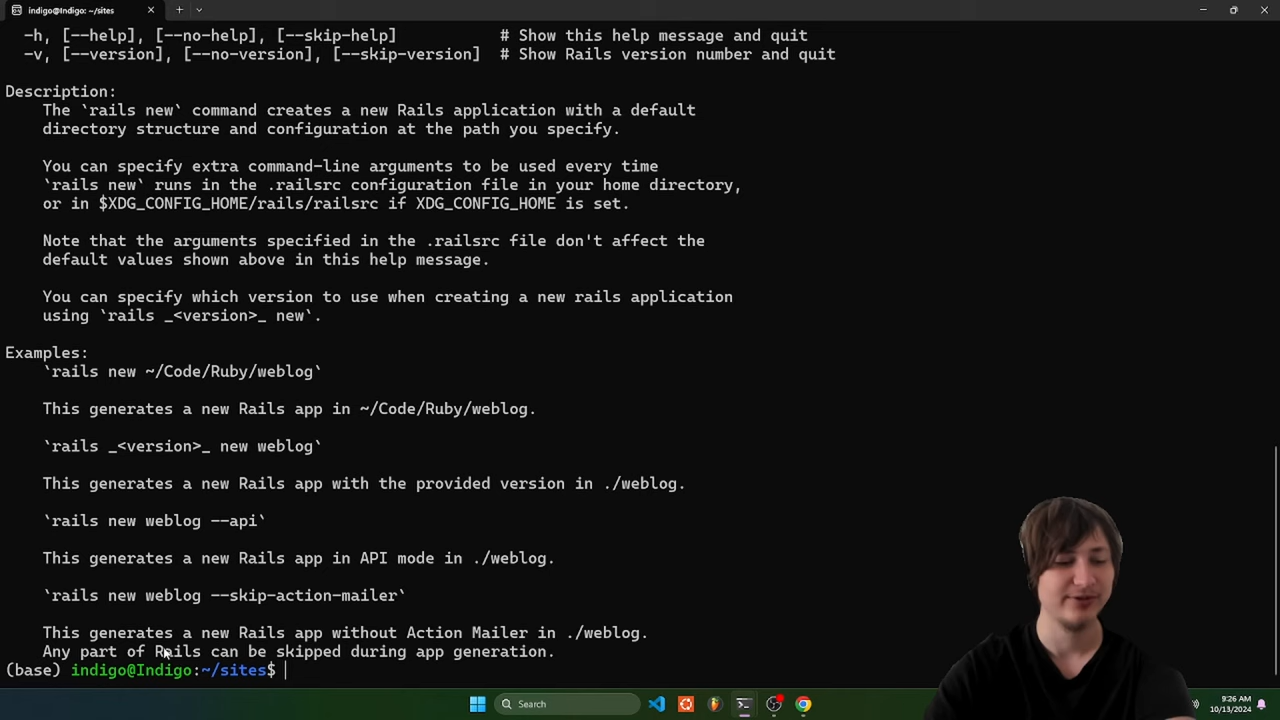 indigo@Indigo: ~/sites
-h, [--help], [--no-help], [--skip-help]           # Show this help message and quit
-v, [--version], [--no-version], [--skip-version]  # Show Rails version number and quit
Description:
The `rails new` command creates a new Rails application with a default
directory structure and configuration at the path you specify.
You can specify extra command-line arguments to be used every time
`rails new` runs in the .railsrc configuration file in your home directory,
or in $XDG_CONFIG_HOME/rails/railsrc if XDG_CONFIG_HOME is set.
Note that the arguments specified in the .railsrc file don't affect the
default values shown above in this help message.
You can specify which version to use when creating a new rails application
using `rails _<version>_ new`.
Examples:
`rails new ~/Code/Ruby/weblog`
This generates a new Rails app in ~/Code/Ruby/weblog.
`rails _<version>_ new weblog`
This generates a new Rails app with the provided version in ./weblog.
`rails new weblog --api`
This generates a new Rails app in API mode in ./weblog.
`rails new weblog --skip-action-mailer`
This generates a new Rails app without Action Mailer in ./weblog.
Any part of Rails can be skipped during app generation.
(base) indigo@Indigo:~/sites$
Search
9:26 AM
10/13/2024